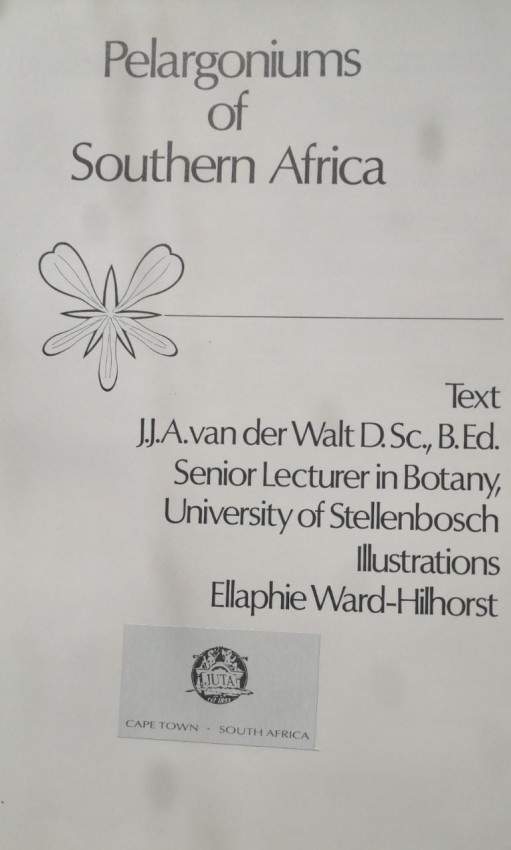 Pelargoniums
of
Southern Africa
Text
J.J.A. van der Walt D.Sc., B.Ed.
Senior Lecturer in Botany,
University of Stellenbosch
Illustrations
Ellaphie Ward-Hilhorst
JUTA
CAPE TOWN · SOUTH AFRICA